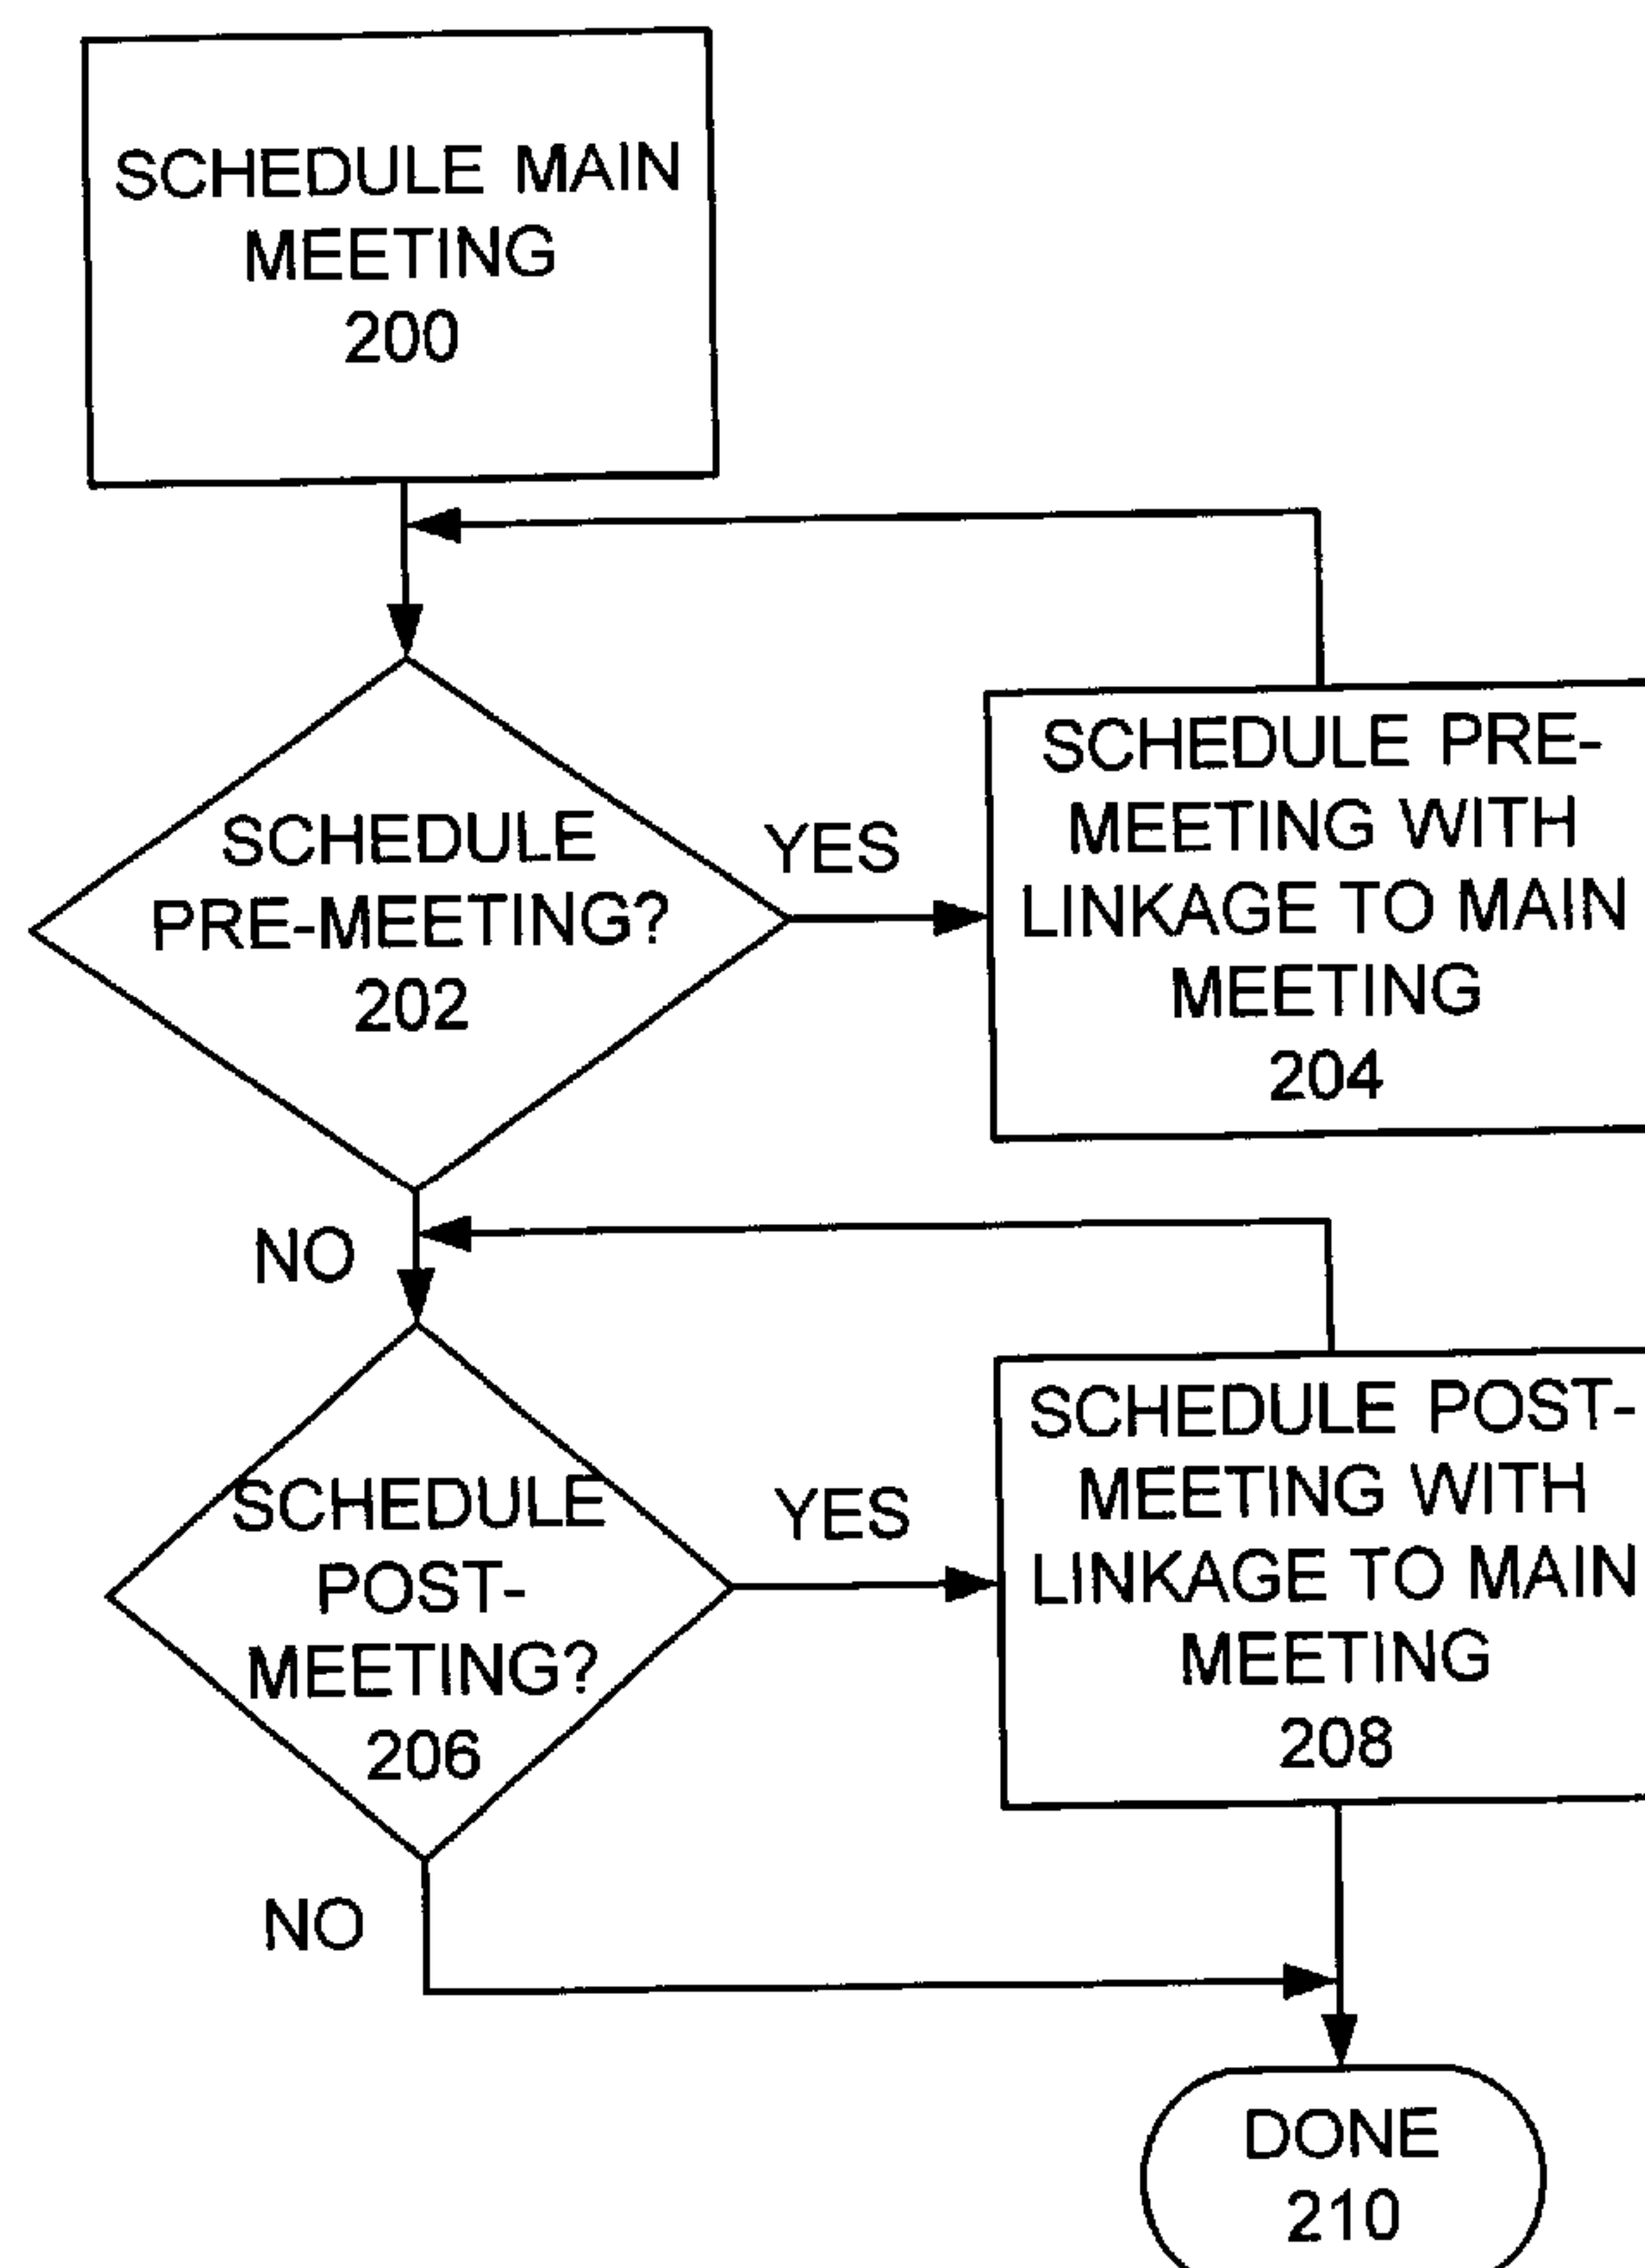 SCHEDULE MAIN
MEETING
200
SCHEDULE
PRE-MEETING?
202
YES
SCHEDULE PRE-
MEETING WITH
LINKAGE TO MAIN
MEETING
204
NO
SCHEDULE
POST-
MEETING?
206
YES
SCHEDULE POST-
MEETING WITH
LINKAGE TO MAIN
MEETING
208
NO
DONE
210